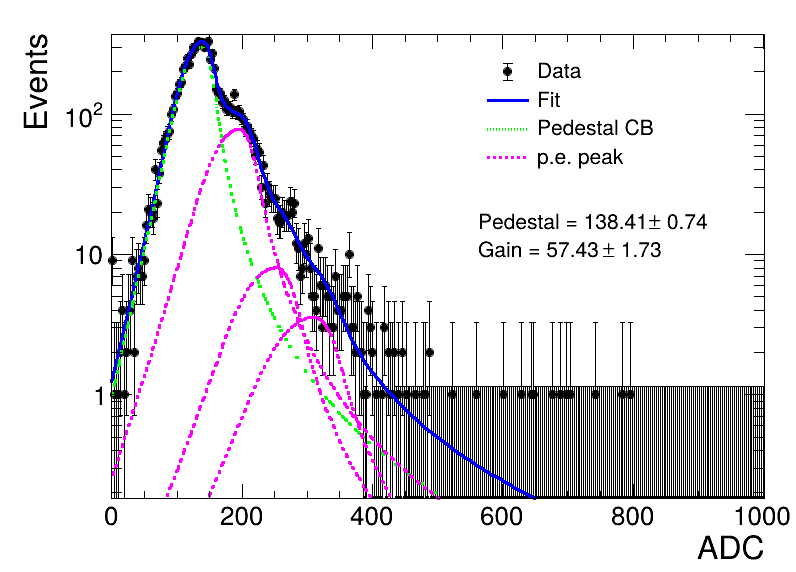 Events
10²
10
1
0
200
400
600
800
1000
ADC
Data
Fit
Pedestal CB
p.e. peak
Pedestal = 138.41± 0.74
Gain = 57.43± 1.73